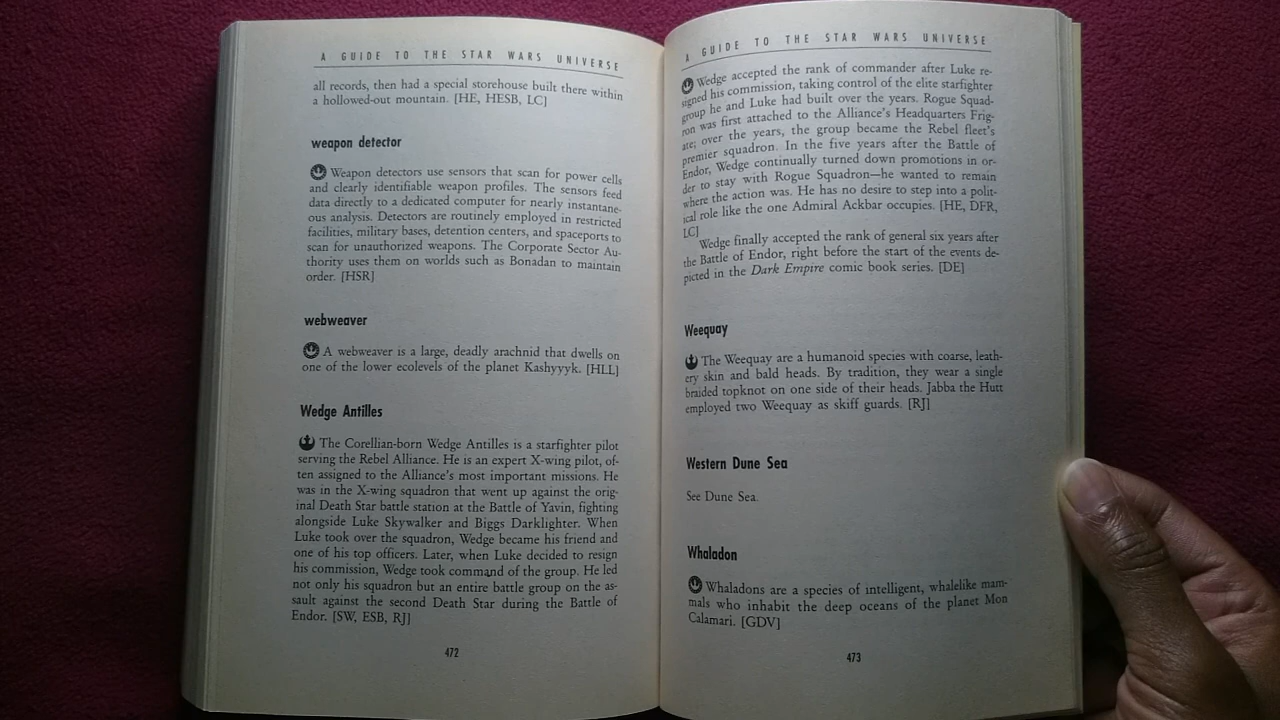 A GUIDE TO THE STAR WARS UNIVERSE
all records, then had a special storehouse built there within
a hollowed-out mountain. [HE, HESB, LC]
weapon detector
Weapon detectors use sensors that scan for power cells
and clearly identifiable weapon profiles. The sensors feed
data directly to a dedicated computer for nearly instantane-
ous analysis. Detectors are routinely employed in restricted
facilities, military bases, detention centers, and spaceports to
scan for unauthorized weapons. The Corporate Sector Au-
thority uses them on worlds such as Bonadan to maintain
order. [HSR]
webweaver
A webweaver is a large, deadly arachnid that dwells on
one of the lower ecolevels of the planet Kashyyyk. [HLL]
Wedge Antilles
The Corellian-born Wedge Antilles is a starfighter pilot
serving the Rebel Alliance. He is an expert X-wing pilot, of-
ten assigned to the Alliance's most important missions. He
was in the X-wing squadron that went up against the orig-
inal Death Star battle station at the Battle of Yavin, fighting
alongside Luke Skywalker and Biggs Darklighter. When
Luke took over the squadron, Wedge became his friend and
one of his top officers. Later, when Luke decided to resign
his commission, Wedge took command of the group. He led
not only his squadron but an entire battle group on the as-
sault against the second Death Star during the Battle of
Endor. [SW, ESB, RJ]
472
A GUIDE TO THE STAR WARS UNIVERSE
Wedge accepted the rank of commander after Luke re-
signed his commission, taking control of the elite starfighter
group he and Luke had built over the years. Rogue Squad-
ron was first attached to the Alliance's Headquarters Frig-
ate; over the years, the group became the Rebel fleet's
premier squadron. In the five years after the Battle of
Endor, Wedge continually turned down promotions in or-
der to stay with Rogue Squadron—he wanted to remain
where the action was. He has no desire to step into a polit-
ical role like the one Admiral Ackbar occupies. [HE, DFR,
LC]
Wedge finally accepted the rank of general six years after
the Battle of Endor, right before the start of the events de-
picted in the Dark Empire comic book series. [DE]
Weequay
The Weequay are a humanoid species with coarse, leath-
ery skin and bald heads. By tradition, they wear a single
braided topknot on one side of their heads. Jabba the Hutt
employed two Weequay as skiff guards. [RJ]
Western Dune Sea
See Dune Sea.
Whaladon
Whaladons are a species of intelligent, whalelike mam-
mals who inhabit the deep oceans of the planet Mon
Calamari. [GDV]
473